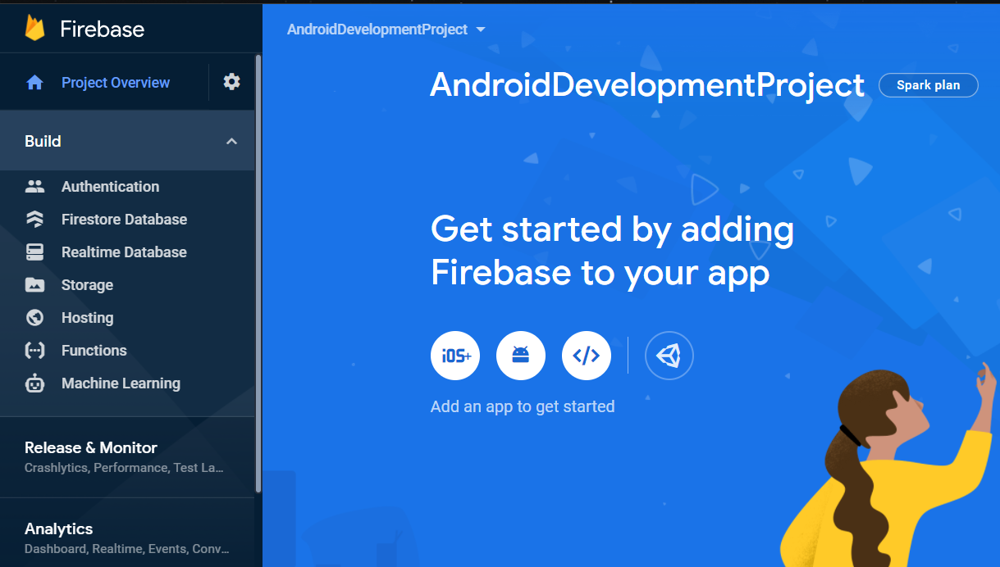 Firebase
Project Overview
Build
Authentication
Firestore Database
Realtime Database
Storage
Hosting
Functions
Machine Learning
Release & Monitor
Crashlytics, Performance, Test La...
Analytics
Dashboard, Realtime, Events, Conv...
AndroidDevelopmentProject
AndroidDevelopmentProject
Spark plan
Get started by adding
Firebase to your app
iOS+
</>
Add an app to get started